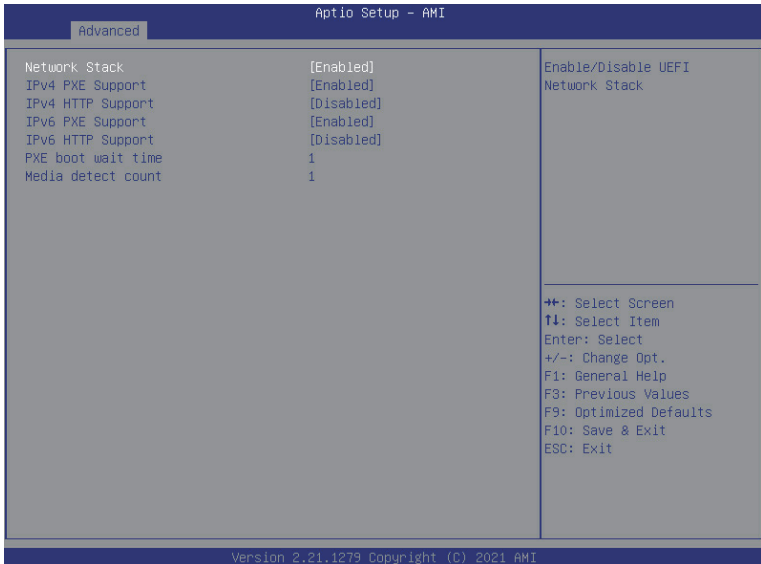 Aptio Setup – AMI
Advanced
Network Stack [Enabled]
IPv4 PXE Support [Enabled]
IPv4 HTTP Support [Disabled]
IPv6 PXE Support [Enabled]
IPv6 HTTP Support [Disabled]
PXE boot wait time 1
Media detect count 1
Enable/Disable UEFI
Network Stack
→←: Select Screen
↑↓: Select Item
Enter: Select
+/-: Change Opt.
F1: General Help
F3: Previous Values
F9: Optimized Defaults
F10: Save & Exit
ESC: Exit
Version 2.21.1279 Copyright (C) 2021 AMI